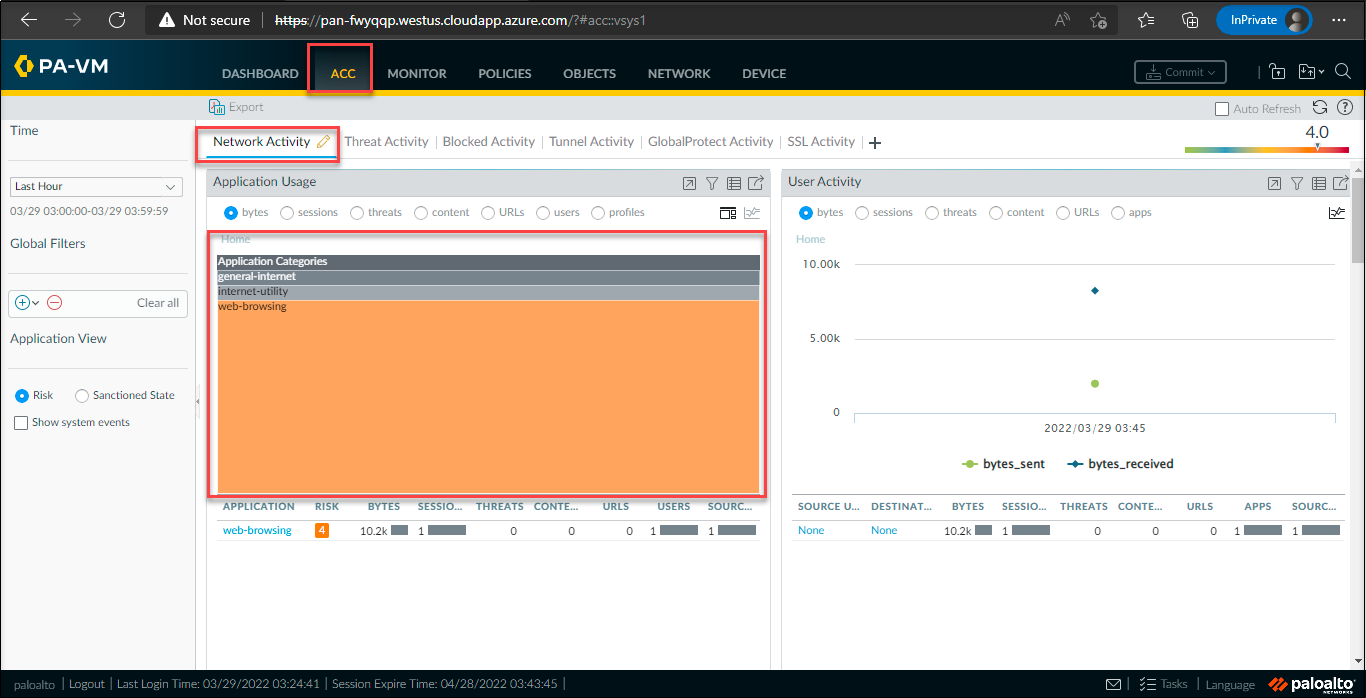 Not secure https://pan-fwyqqp.westus.cloudapp.azure.com/?#acc::vsys1 A InPrivate
PA-VM DASHBOARD ACC MONITOR POLICIES OBJECTS NETWORK DEVICE Commit
Export Auto Refresh
Time
Network Activity Threat Activity Blocked Activity Tunnel Activity GlobalProtect Activity SSL Activity 4.0
Last Hour
03/29 03:00:00-03/29 03:59:59
Global Filters
Clear all
Application View
Risk Sanctioned State
Show system events
Application Usage
bytes sessions threats content URLs users profiles
Home
Application Categories
general-internet
internet-utility
web-browsing
APPLICATION RISK BYTES SESSIO... THREATS CONTE... URLS USERS SOURC...
web-browsing 4 10.2k 1 0 0 0 1 1
User Activity
bytes sessions threats content URLs apps
Home
10.00k
5.00k
0
2022/03/29 03:45
bytes_sent bytes_received
SOURCE U... DESTINAT... BYTES SESSIO... THREATS CONTE... URLS APPS SOURC...
None None 10.2k 1 0 0 0 1 1
paloalto | Logout | Last Login Time: 03/29/2022 03:24:41 | Session Expire Time: 04/28/2022 03:43:45 | Tasks | Language paloalto NETWORKS